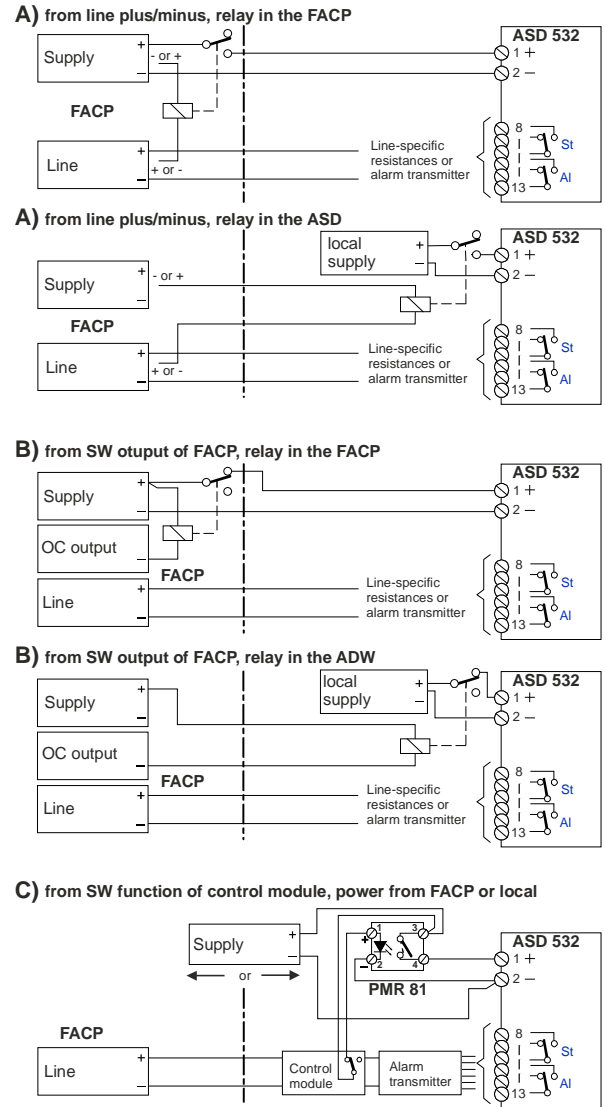 A) from line plus/minus, relay in the FACP
ASD 532
Supply
+
- or +
–
1 +
2 –
FACP
Line
+
+ or -
–
Line-specific
resistances or
alarm transmitter
8
13
St
Al
A) from line plus/minus, relay in the ASD
ASD 532
local
supply
+
–
1 +
2 –
Supply
- or +
FACP
Line
+
+ or -
–
Line-specific
resistances or
alarm transmitter
8
13
St
Al
B) from SW otuput of FACP, relay in the FACP
ASD 532
Supply
+
–
1 +
2 –
OC output
–
FACP
Line
+
–
Line-specific
resistances or
alarm transmitter
8
13
St
Al
B) from SW output of FACP, relay in the ADW
ASD 532
local
supply
+
–
1 +
2 –
Supply
+
–
OC output
–
FACP
Line
+
–
Line-specific
resistances or
alarm transmitter
8
13
St
Al
C) from SW function of control module, power from FACP or local
ASD 532
Supply
+
–
or
1
3
+
2
4
–
PMR 81
1 +
2 –
FACP
Line
+
–
Control
module
Alarm
transmitter
8
13
St
Al